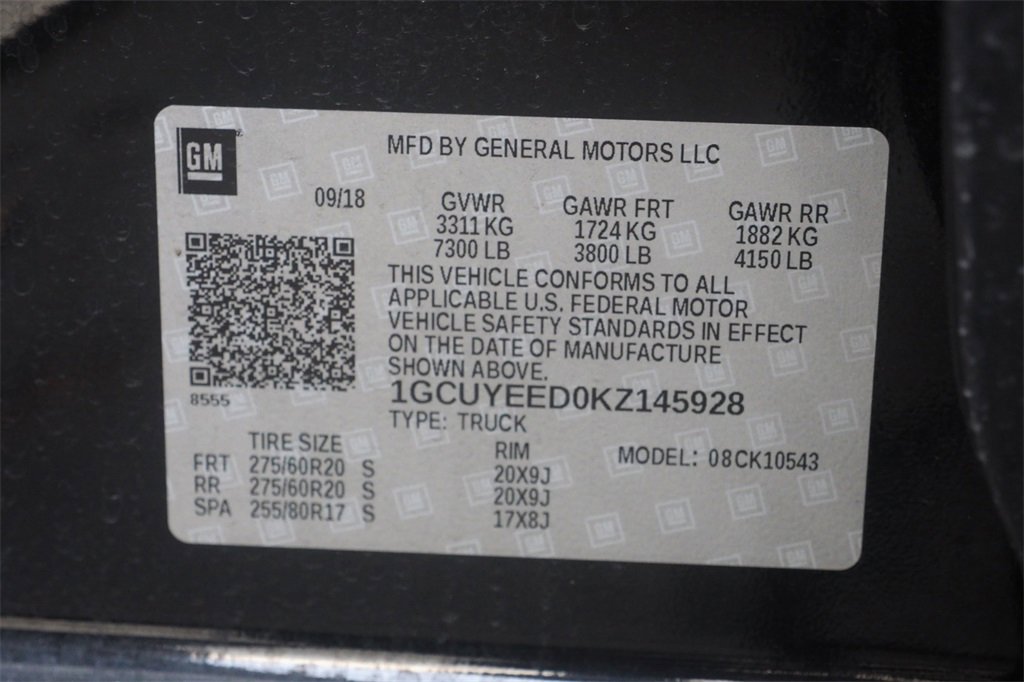 GM
MFD BY GENERAL MOTORS LLC
09/18
GVWR GAWR FRT GAWR RR
3311 KG 1724 KG 1882 KG
7300 LB 3800 LB 4150 LB
THIS VEHICLE CONFORMS TO ALL
APPLICABLE U.S. FEDERAL MOTOR
VEHICLE SAFETY STANDARDS IN EFFECT
ON THE DATE OF MANUFACTURE
SHOWN ABOVE.
8555
1GCUYEED0KZ145928
TYPE: TRUCK
TIRE SIZE RIM MODEL: 08CK10543
FRT 275/60R20 S 20X9J
RR 275/60R20 S 20X9J
SPA 255/80R17 S 17X8J